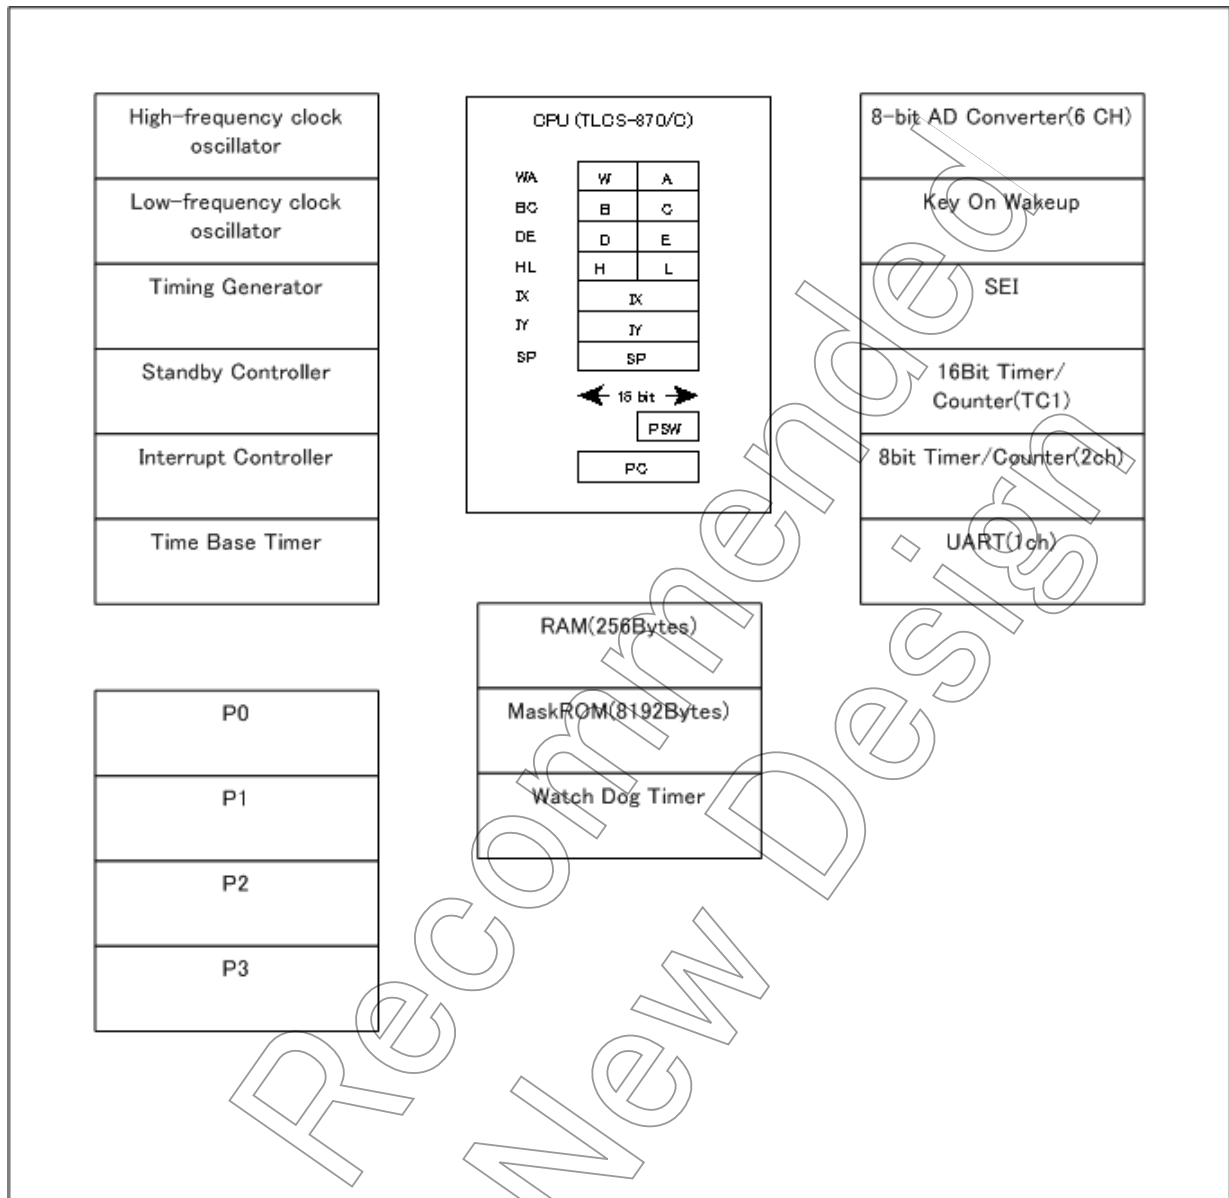 High-frequency clock
oscillator
Low-frequency clock
oscillator
Timing Generator
Standby Controller
Interrupt Controller
Time Base Timer
CPU (TLCS-870/C)
WA W A
BC B C
DE D E
HL H L
IX IX
IY IY
SP SP
16 bit
PSW
PC
8-bit AD Converter(6 CH)
Key On Wakeup
SEI
16Bit Timer/
Counter(TC1)
8bit Timer/Counter(2ch)
UART(1ch)
RAM(256Bytes)
MaskROM(8192Bytes)
Watch Dog Timer
P0
P1
P2
P3
Recommended
New Design